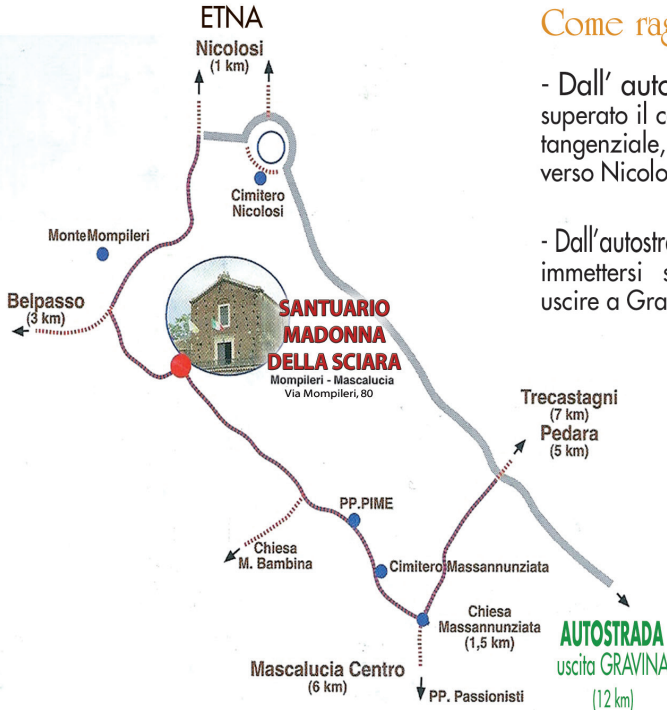 ETNA
Nicolosi
(1 km)
Cimitero
Nicolosi
MonteMompileri
Belpasso
(3 km)
SANTUARIO
MADONNA
DELLA SCIARA
Mompileri - Mascalucia
Via Mompileri, 80
Trecastagni
(7 km)
Pedara
(5 km)
PP.PIME
Chiesa
M. Bambina
Cimitero Massannunziata
Chiesa
Massannunziata
(1,5 km)
Mascalucia Centro
(6 km)
PP. Passionisti
AUTOSTRADA
uscita GRAVINA
(12 km)
Come rag
- Dall' auto
superato il c
tangenziale,
verso Nicolo
- Dall'autostra
immettersi s
uscire a Gra